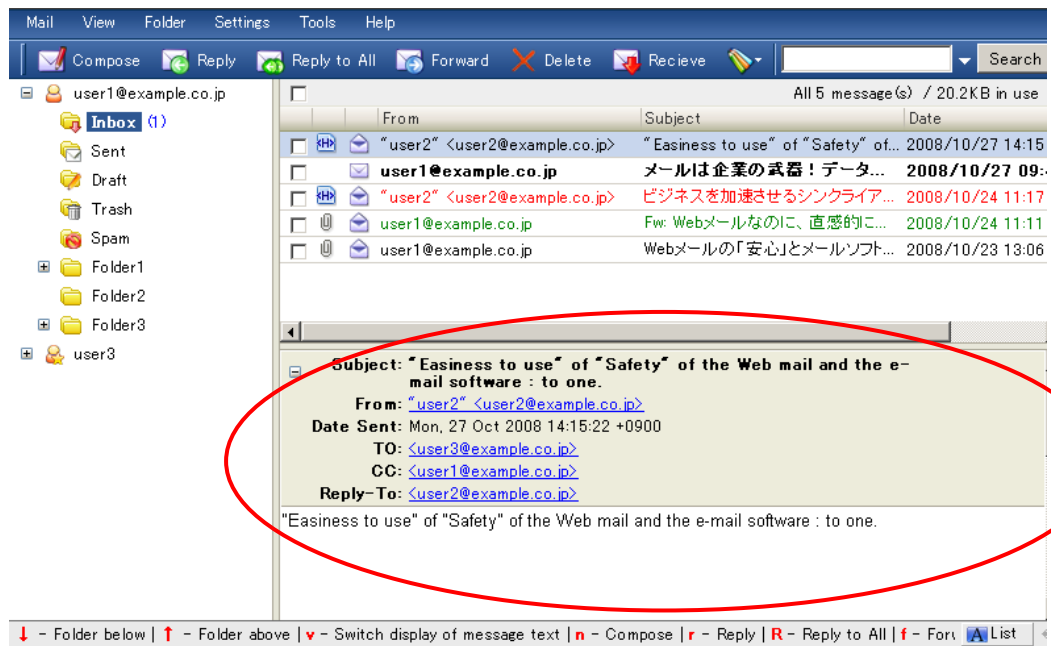 Mail View Folder Settings Tools Help
Compose Reply Reply to All Forward Delete Recieve Search
user1@example.co.jp
Inbox (1)
Sent
Draft
Trash
Spam
Folder1
Folder2
Folder3
user3
All 5 message(s) / 20.2KB in use
From Subject Date
"user2" <user2@example.co.jp> "Easiness to use" of "Safety" of... 2008/10/27 14:15
user1@example.co.jp メールは企業の武器！データ... 2008/10/27 09:
"user2" <user2@example.co.jp> ビジネスを加速させるシンクライア... 2008/10/24 11:17
user1@example.co.jp Fw: Webメールなのに、直感的に... 2008/10/24 11:11
user1@example.co.jp Webメールの「安心」とメールソフト... 2008/10/23 13:06
Subject: "Easiness to use" of "Safety" of the Web mail and the e-
mail software : to one.
From: "user2" <user2@example.co.jp>
Date Sent: Mon, 27 Oct 2008 14:15:22 +0900
TO: <user3@example.co.jp>
CC: <user1@example.co.jp>
Reply-To: <user2@example.co.jp>
"Easiness to use" of "Safety" of the Web mail and the e-mail software : to one.
↓ - Folder below | ↑ - Folder above | v - Switch display of message text | n - Compose | r - Reply | R - Reply to All | f - For A List